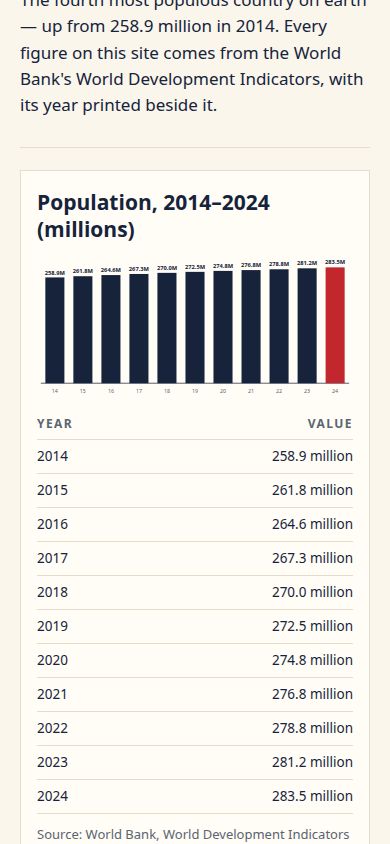 The fourth most populous country on earth
— up from 258.9 million in 2014. Every
figure on this site comes from the World
Bank's World Development Indicators, with
its year printed beside it.
Population, 2014–2024
(millions)
258.9M 261.8M 264.6M 267.3M 270.0M 272.5M 274.8M 276.8M 278.8M 281.2M 283.5M
14 15 16 17 18 19 20 21 22 23 24
YEAR VALUE
2014 258.9 million
2015 261.8 million
2016 264.6 million
2017 267.3 million
2018 270.0 million
2019 272.5 million
2020 274.8 million
2021 276.8 million
2022 278.8 million
2023 281.2 million
2024 283.5 million
Source: World Bank, World Development Indicators